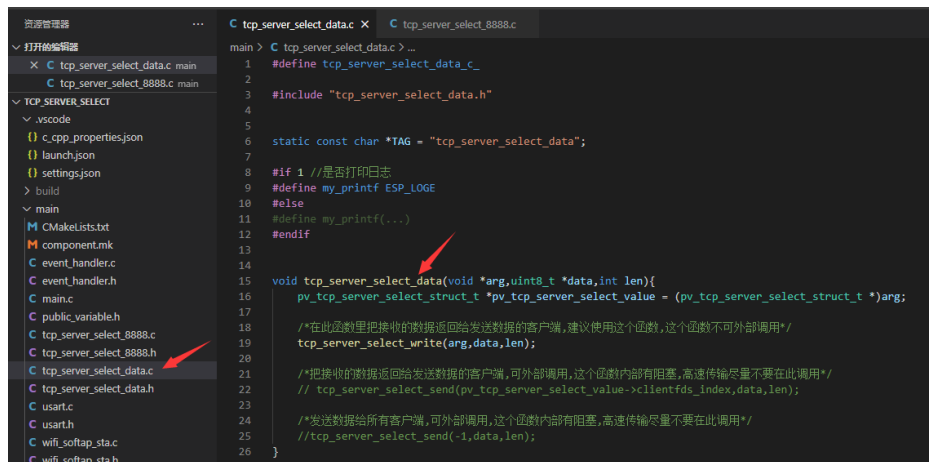 资源管理器
...
打开的编辑器
× C tcp_server_select_data.c main
C tcp_server_select_8888.c main
TCP_SERVER_SELECT
.vscode
{} c_cpp_properties.json
{} launch.json
{} settings.json
build
main
M CMakeLists.txt
M component.mk
C event_handler.c
C event_handler.h
C main.c
C public_variable.h
C tcp_server_select_8888.c
C tcp_server_select_8888.h
C tcp_server_select_data.c
C tcp_server_select_data.h
C usart.c
C usart.h
C wifi_softap_sta.c
C wifi_softap_sta.h
C tcp_server_select_data.c × C tcp_server_select_8888.c
main > C tcp_server_select_data.c > ...
1 #define tcp_server_select_data_c_
2
3 #include "tcp_server_select_data.h"
4
5
6 static const char *TAG = "tcp_server_select_data";
7
8 #if 1 //是否打印日志
9 #define my_printf ESP_LOGE
10 #else
11 #define my_printf(...)
12 #endif
13
14
15 void tcp_server_select_data(void *arg,uint8_t *data,int len){
16 pv_tcp_server_select_struct_t *pv_tcp_server_select_value = (pv_tcp_server_select_struct_t *)arg;
17
18 /*在此函数里把接收的数据返回给发送数据的客户端,建议使用这个函数,这个函数不可外部调用*/
19 tcp_server_select_write(arg,data,len);
20
21 /*把接收的数据返回给发送数据的客户端,可外部调用,这个函数内部有阻塞,高速传输尽量不要在此调用*/
22 // tcp_server_select_send(pv_tcp_server_select_value->clientfds_index,data,len);
23
24 /*发送数据给所有客户端,可外部调用,这个函数内部有阻塞,高速传输尽量不要在此调用*/
25 //tcp_server_select_send(-1,data,len);
26 }